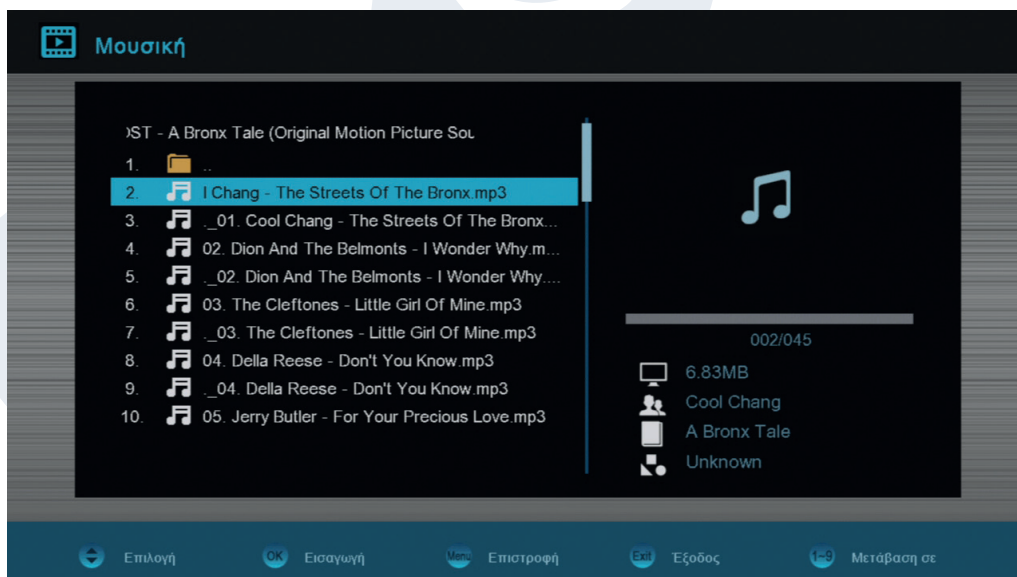 Μουσική
OST - A Bronx Tale (Original Motion Picture Sou
1. ..
2. l Chang - The Streets Of The Bronx.mp3
3. ._01. Cool Chang - The Streets Of The Bronx...
4. 02. Dion And The Belmonts - I Wonder Why.m...
5. ._02. Dion And The Belmonts - I Wonder Why....
6. 03. The Cleftones - Little Girl Of Mine.mp3
7. ._03. The Cleftones - Little Girl Of Mine.mp3
8. 04. Della Reese - Don't You Know.mp3
9. ._04. Della Reese - Don't You Know.mp3
10. 05. Jerry Butler - For Your Precious Love.mp3
002/045
6.83MB
Cool Chang
A Bronx Tale
Unknown
Επιλογή OK Εισαγωγή Menu Επιστροφή Exit Έξοδος 1~9 Μετάβαση σε